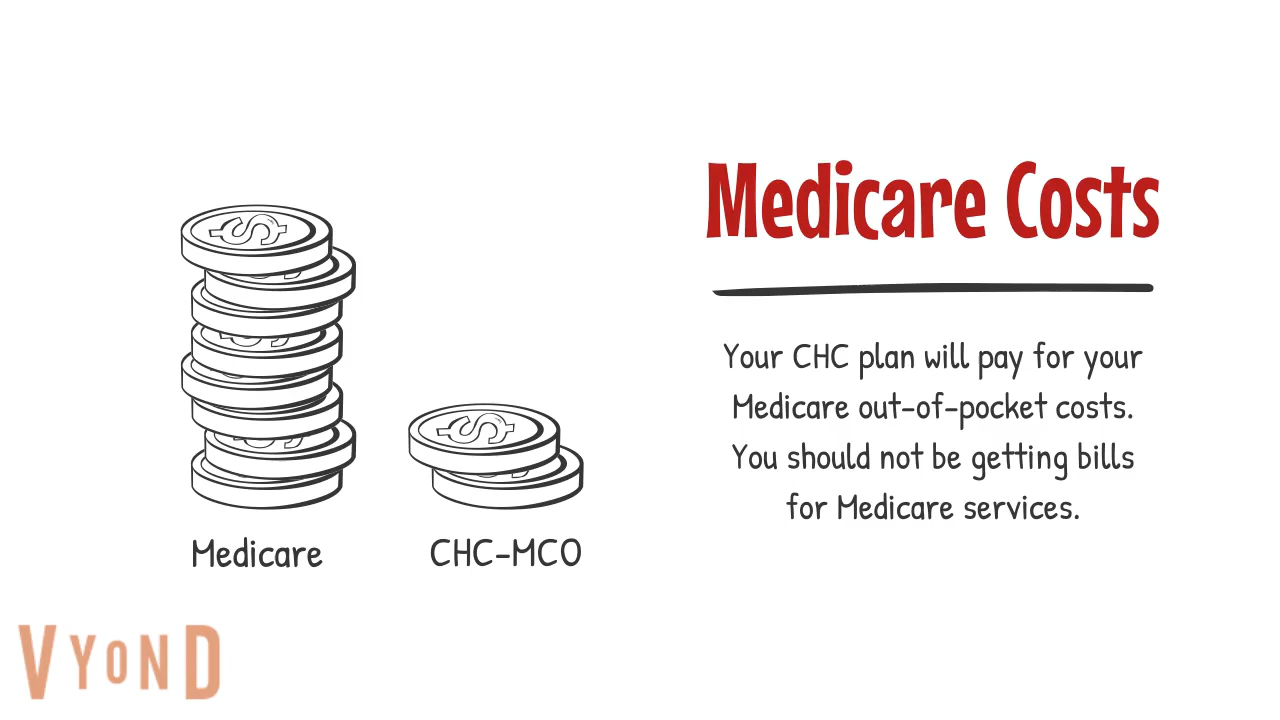 Medicare Costs
Your CHC plan will pay for your
Medicare out-of-pocket costs.
You should not be getting bills
for Medicare services.
Medicare
CHC-MCO
VYOND